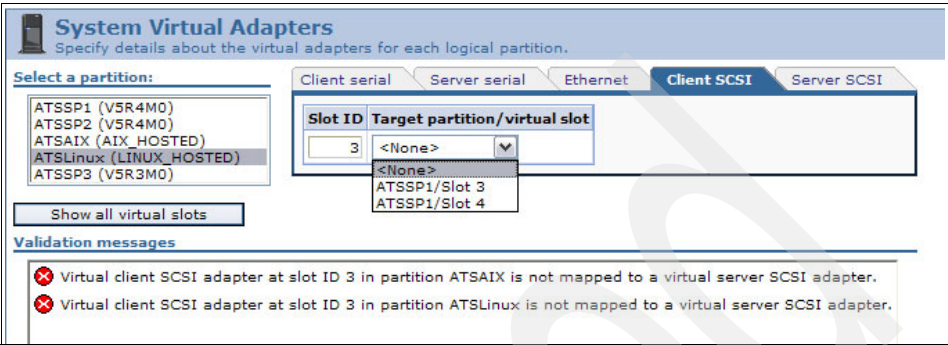 System Virtual Adapters
Specify details about the virtual adapters for each logical partition.
Select a partition:
ATSSP1 (V5R4M0)
ATSSP2 (V5R4M0)
ATSAIX (AIX_HOSTED)
ATSLinux (LINUX_HOSTED)
ATSSP3 (V5R3M0)
Show all virtual slots
Client serial Server serial Ethernet Client SCSI Server SCSI
Slot ID Target partition/virtual slot
3 <None>
<None>
ATSSP1/Slot 3
ATSSP1/Slot 4
Validation messages
Virtual client SCSI adapter at slot ID 3 in partition ATSAIX is not mapped to a virtual server SCSI adapter.
Virtual client SCSI adapter at slot ID 3 in partition ATSLinux is not mapped to a virtual server SCSI adapter.